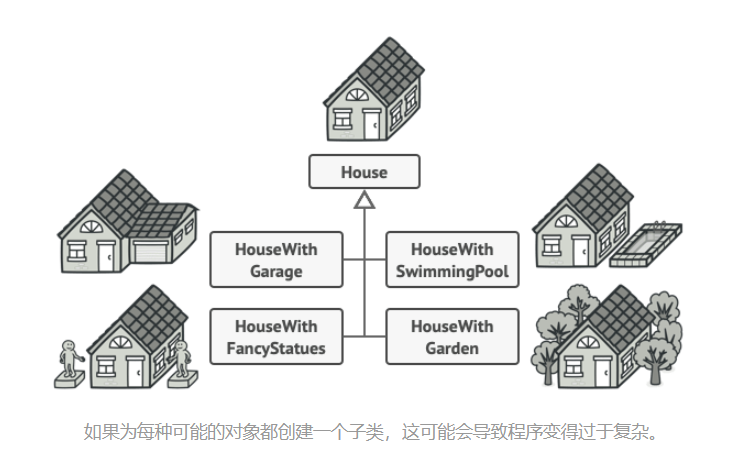 House
HouseWith
Garage
HouseWith
SwimmingPool
HouseWith
FancyStatues
HouseWith
Garden
如果为每种可能的对象都创建一个子类，这可能会导致程序变得过于复杂。